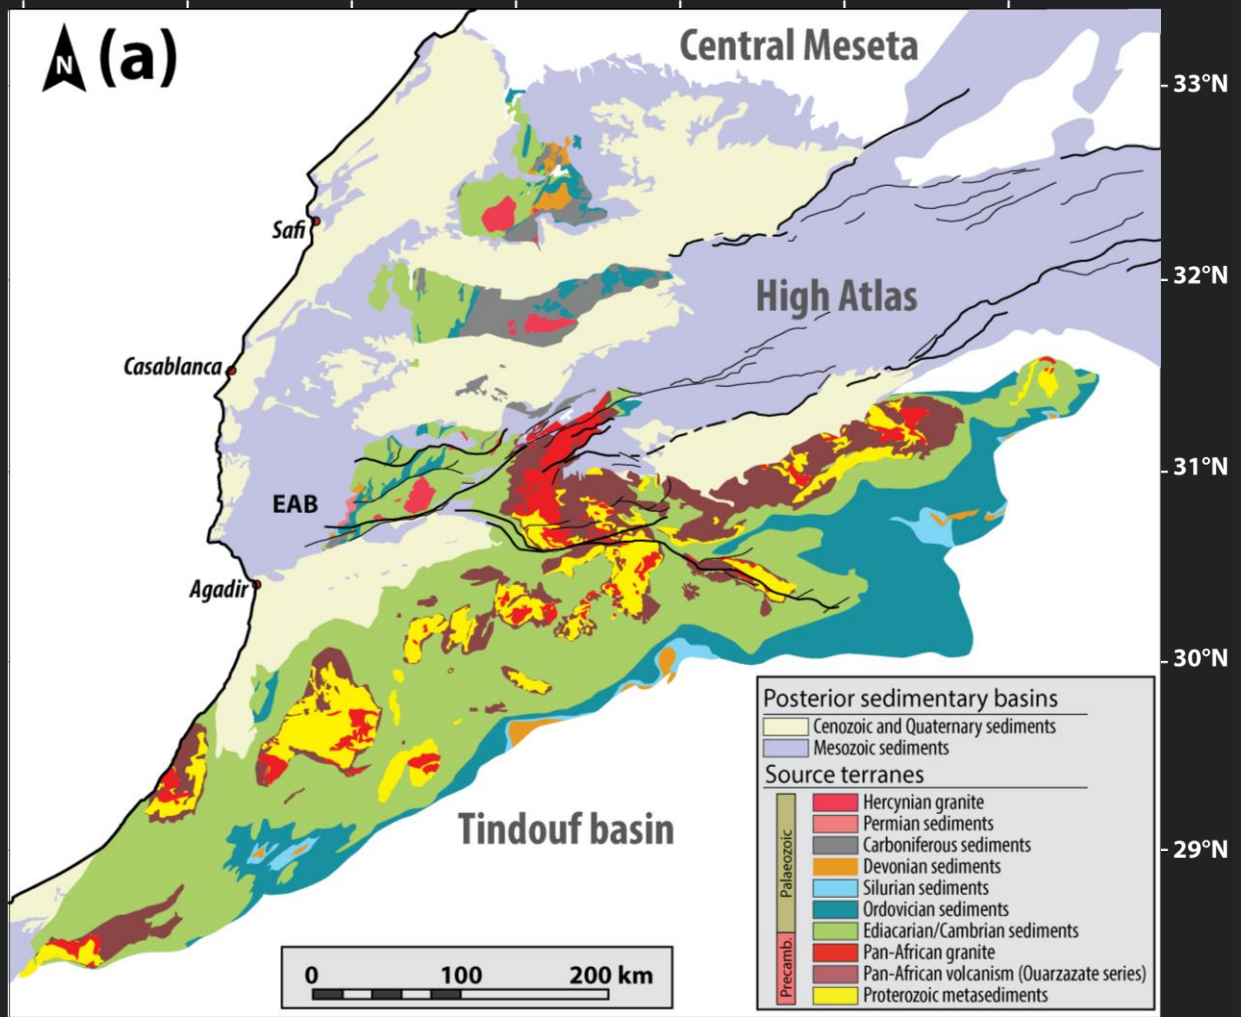 N
(a)
Central Meseta
33°N
Safi
32°N
High Atlas
Casablanca
31°N
EAB
Agadir
30°N
Posterior sedimentary basins
Cenozoic and Quaternary sediments
Mesozoic sediments
Source terranes
Palaeozoic
Hercynian granite
Permian sediments
Carboniferous sediments
Devonian sediments
Silurian sediments
Ordovician sediments
Ediacarian/Cambrian sediments
Precamb.
Pan-African granite
Pan-African volcanism (Ouarzazate series)
Proterozoic metasediments
Tindouf basin
29°N
0 100 200 km